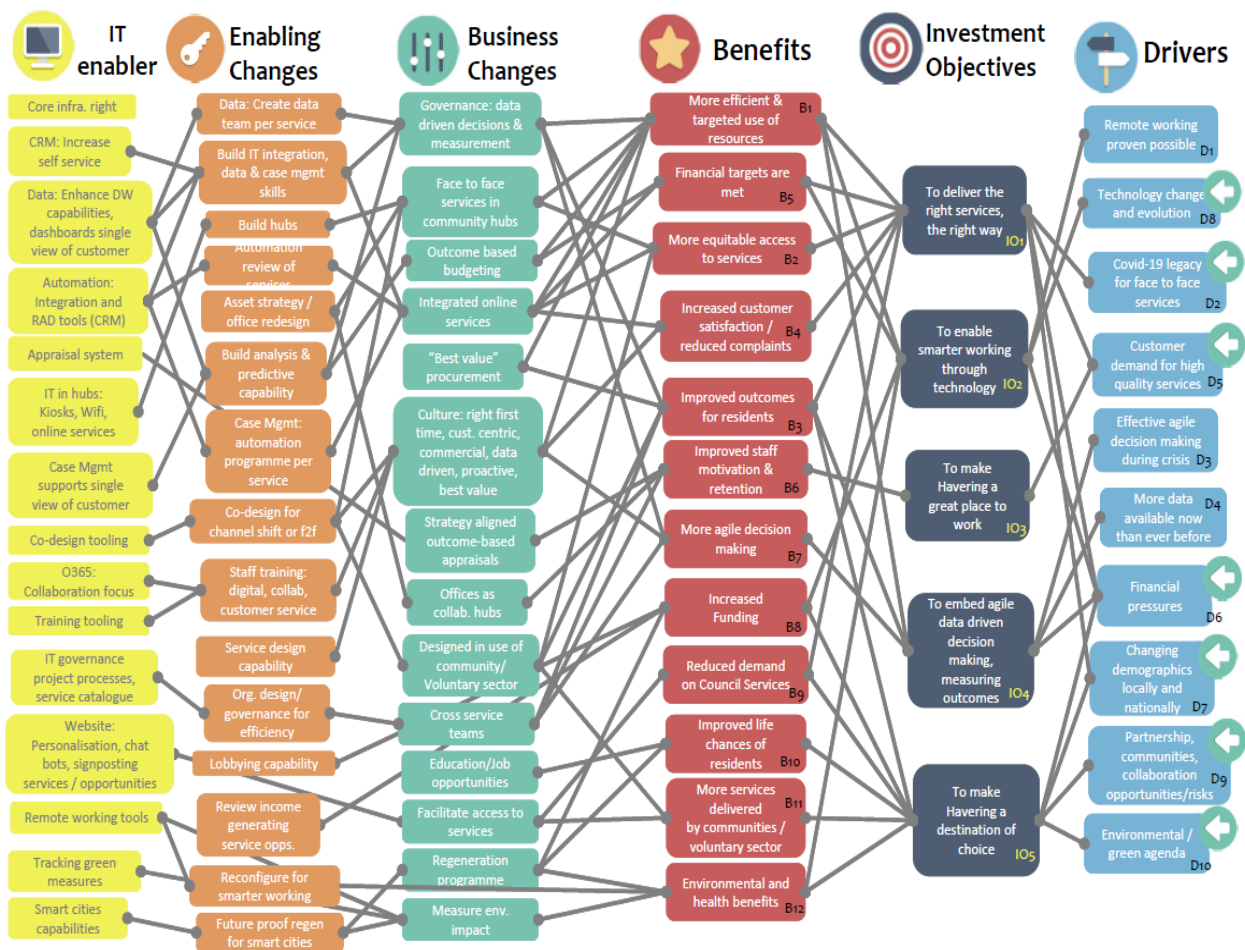 IT
enabler
Enabling
Changes
Business
Changes
Benefits
Investment
Objectives
Drivers
Core infra. right
CRM: Increase
self service
Data: Enhance DW
capabilities,
dashboards single
view of customer
Automation:
Integration and
RAD tools (CRM)
Appraisal system
IT in hubs:
Kiosks, Wifi,
online services
Case Mgmt
supports single
view of customer
Co-design tooling
O365:
Collaboration focus
Training tooling
IT governance
project processes,
service catalogue
Website:
Personalisation, chat
bots, signposting
services / opportunities
Remote working tools
Tracking green
measures
Smart cities
capabilities
Data: Create data
team per service
Build IT integration,
data & case mgmt
skills
Build hubs
Automation
review of
services
Asset strategy /
office redesign
Build analysis &
predictive
capability
Case Mgmt:
automation
programme per
service
Co-design for
channel shift or f2f
Staff training:
digital, collab,
customer service
Service design
capability
Org. design/
governance for
efficiency
Lobbying capability
Review income
generating
service opps.
Reconfigure for
smarter working
Future proof regen
for smart cities
Governance: data
driven decisions &
measurement
Face to face
services in
community hubs
Outcome based
budgeting
Integrated online
services
“Best value”
procurement
Culture: right first
time, cust. centric,
commercial, data
driven, proactive,
best value
Strategy aligned
outcome-based
appraisals
Offices as
collab. hubs
Designed in use of
community/
Voluntary sector
Cross service
teams
Education/Job
opportunities
Facilitate access to
services
Regeneration
programme
Measure env.
impact
More efficient &
targeted use of
resources
B1
Financial targets are
met
B5
More equitable access
to services
B2
Increased customer
satisfaction /
reduced complaints
B4
Improved outcomes
for residents
B3
Improved staff
motivation &
retention
B6
More agile decision
making
B7
Increased
Funding
B8
Reduced demand
on Council Services
B9
Improved life
chances of
residents
B10
More services
delivered
by communities /
voluntary sector
B11
Environmental and
health benefits
B12
To deliver the
right services,
the right way
IO1
To enable
smarter working
through
technology
IO2
To make
Havering a
great place to
work
IO3
To embed agile
data driven
decision
making,
measuring
outcomes
IO4
To make
Havering a
destination of
choice
IO5
Remote working
proven possible
D1
Technology change
and evolution
D8
Covid-19 legacy
for face to face
services
D2
Customer
demand for high
quality services
D5
Effective agile
decision making
during crisis
D3
More data
available now
than ever before
D4
Financial
pressures
D6
Changing
demographics
locally and
nationally
D7
Partnership,
communities,
collaboration
opportunities/risks
D9
Environmental /
green agenda
D10